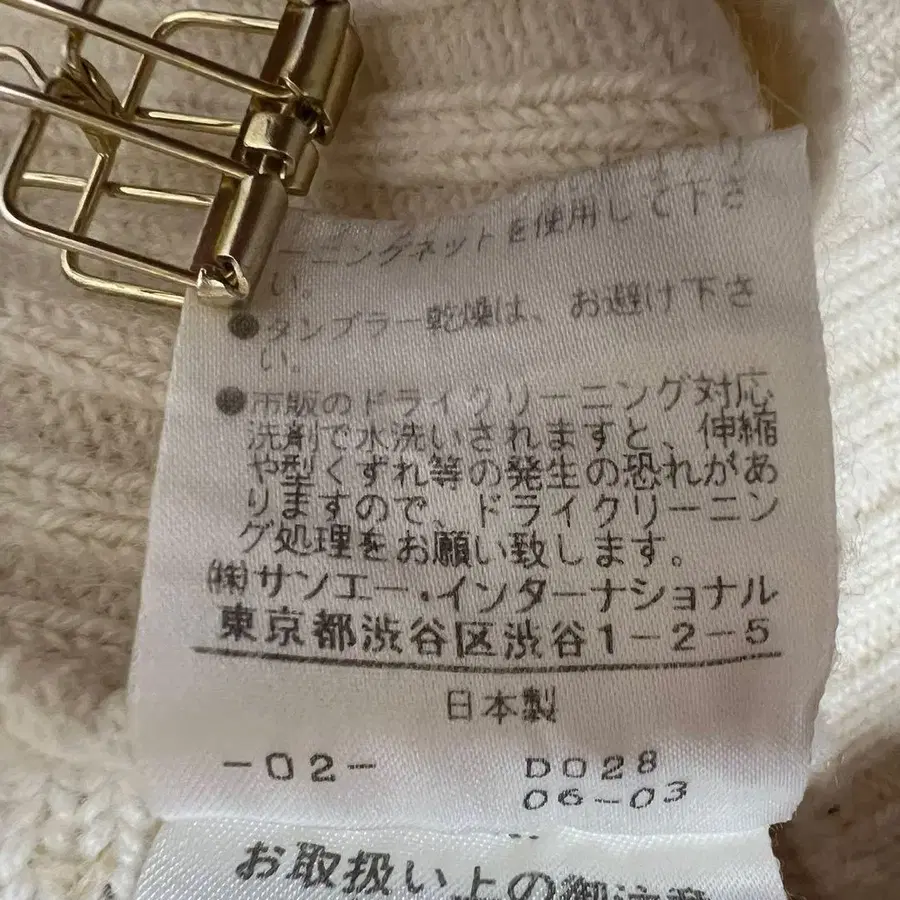 ーニングネットを使用して下さ
い。
●タンブラー乾燥は、お避け下さ
い。
●市販のドライクリーニング対応
洗剤で水洗いされますと、伸縮
や型くずれ等の発生の恐れがあ
りますので、ドライクリーニン
グ処理をお願い致します。
㈱サンエー・インターナショナル
東京都渋谷区渋谷1-2-5
日本製
-02- D028
06-03
お取扱い上の御注意